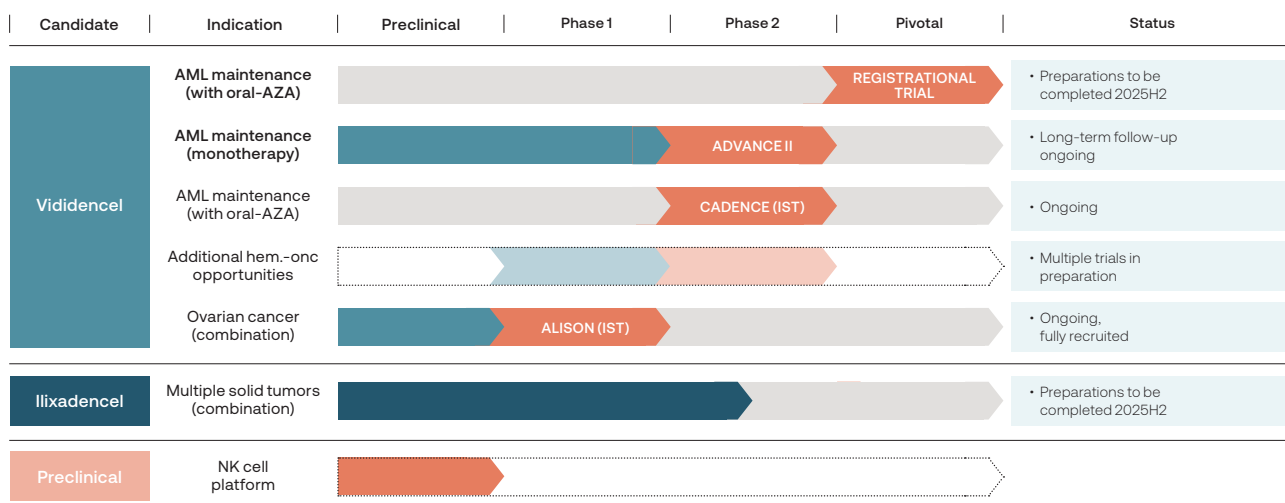 Candidate Indication Preclinical Phase 1 Phase 2 Pivotal Status
Vididencel
AML maintenance
(with oral-AZA)
REGISTRATIONAL
TRIAL
• Preparations to be
completed 2025H2
AML maintenance
(monotherapy)
ADVANCE II
• Long-term follow-up
ongoing
AML maintenance
(with oral-AZA)
CADENCE (IST)
• Ongoing
Additional hem.-onc
opportunities
• Multiple trials in
preparation
Ovarian cancer
(combination)
ALISON (IST)
• Ongoing,
fully recruited
Ilixadencel
Multiple solid tumors
(combination)
• Preparations to be
completed 2025H2
Preclinical
NK cell
platform